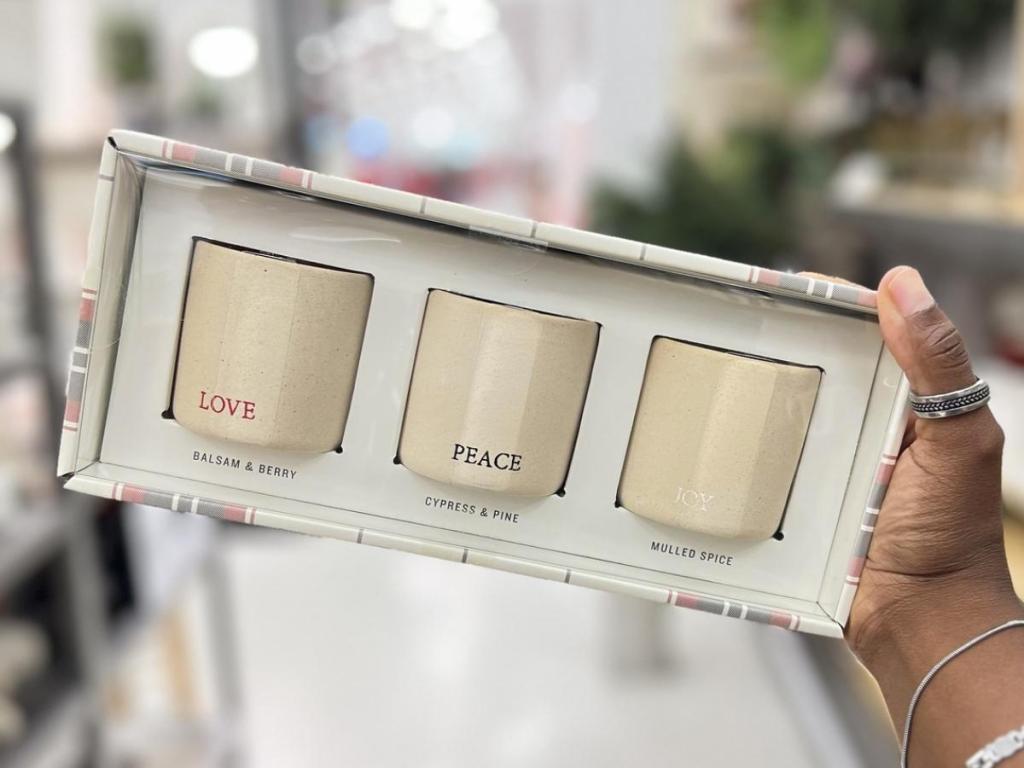 LOVE
BALSAM & BERRY
PEACE
CYPRESS & PINE
JOY
MULLED SPICE